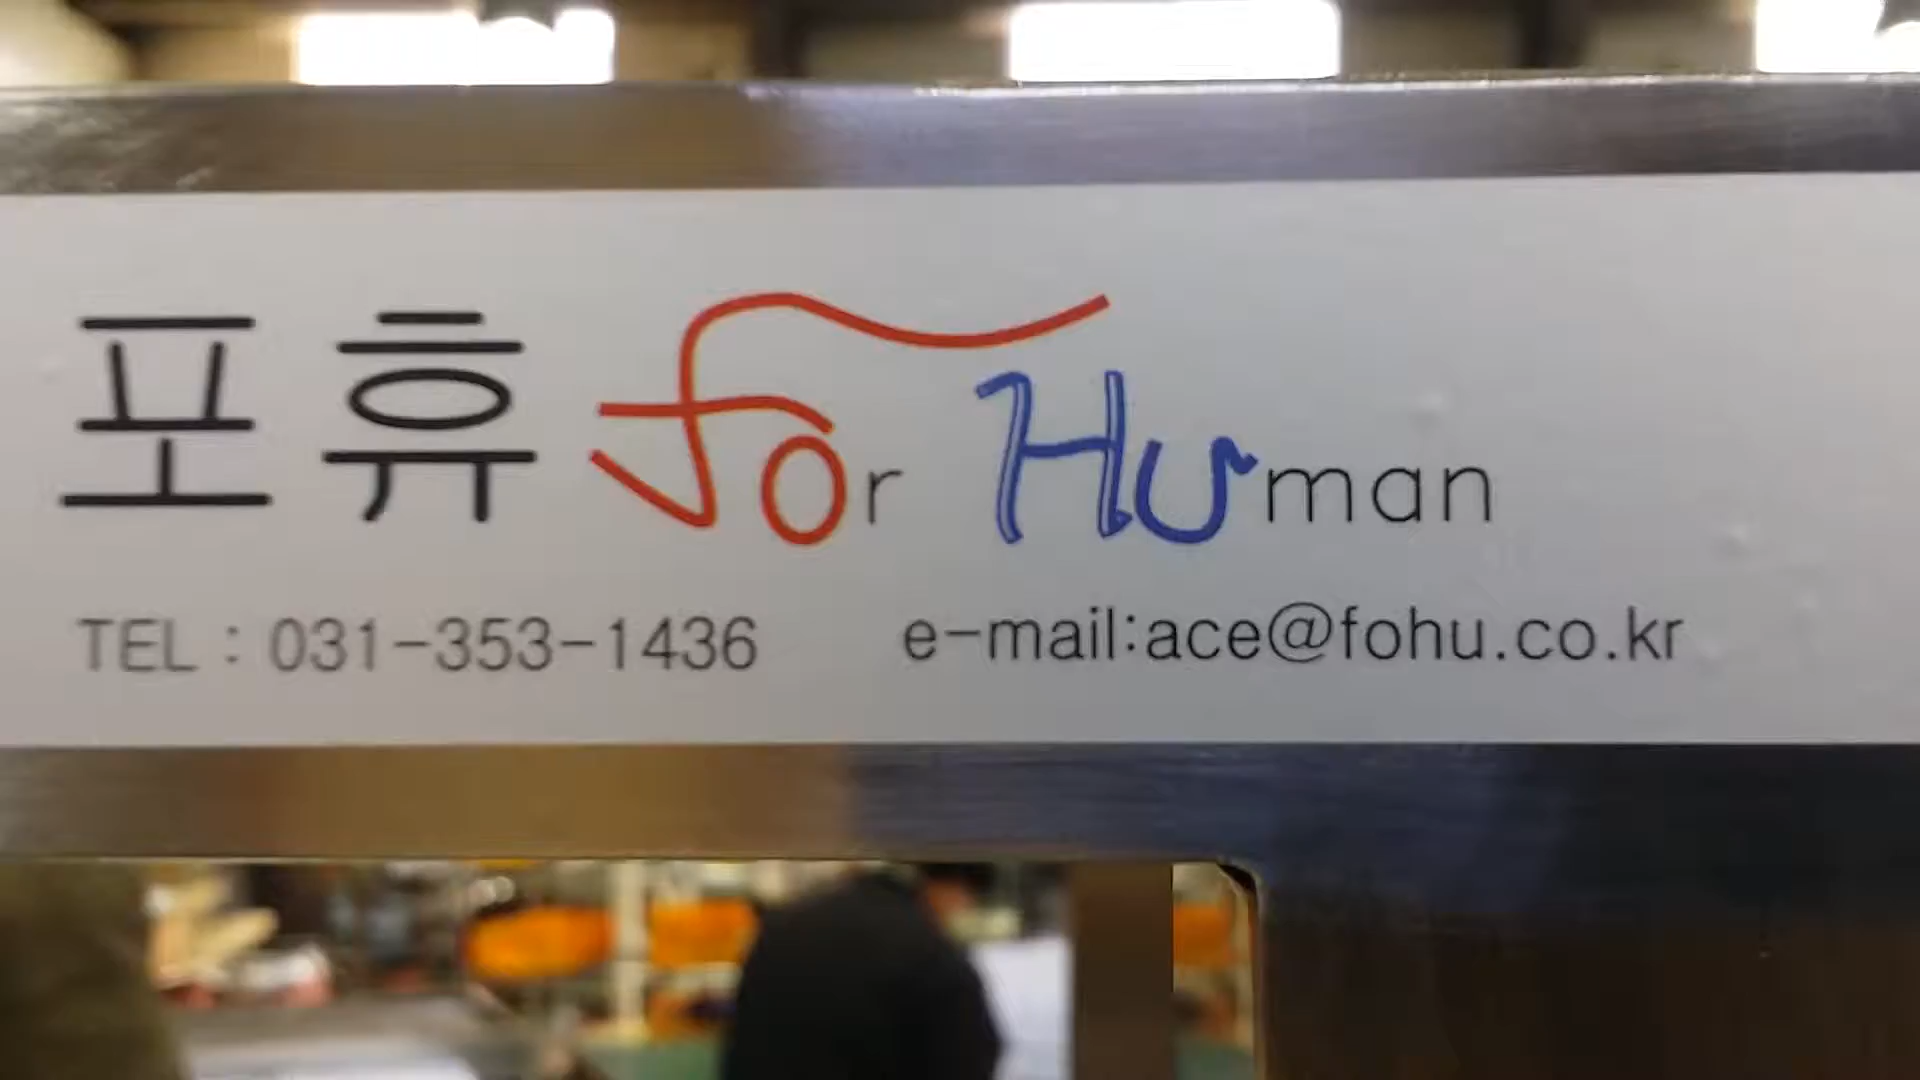 포휴 for Human
TEL : 031-353-1436 e-mail:ace@fohu.co.kr